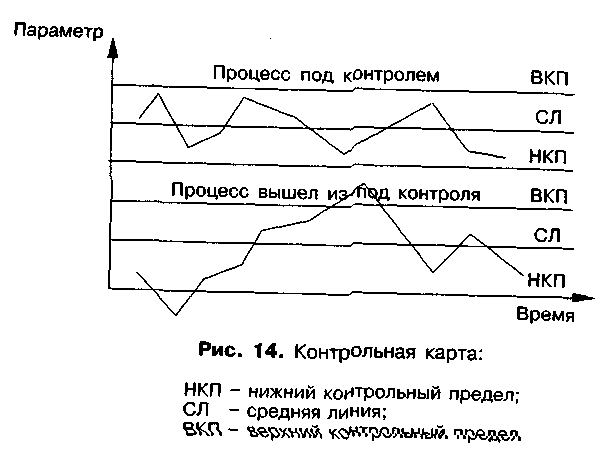 Параметр
Процесс под контролем ВКП
СЛ
НКП
Процесс вышел из под контроля ВКП
СЛ
НКП
Время
Рис. 14. Контрольная карта:
НКП – нижний контрольный предел;
СЛ – средняя линия;
ВКП – верхний контрольный предел.